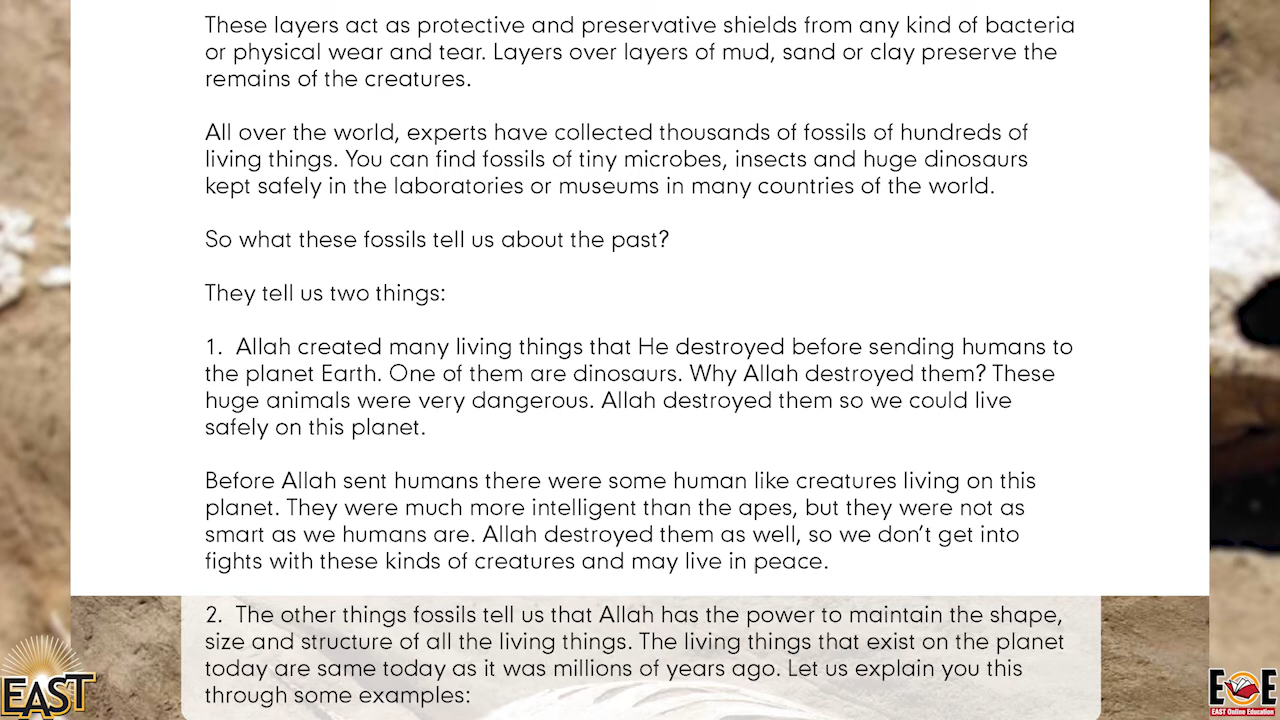 These layers act as protective and preservative shields from any kind of bacteria
or physical wear and tear. Layers over layers of mud, sand or clay preserve the
remains of the creatures.
All over the world, experts have collected thousands of fossils of hundreds of
living things. You can find fossils of tiny microbes, insects and huge dinosaurs
kept safely in the laboratories or museums in many countries of the world.
So what these fossils tell us about the past?
They tell us two things:
1. Allah created many living things that He destroyed before sending humans to
the planet Earth. One of them are dinosaurs. Why Allah destroyed them? These
huge animals were very dangerous. Allah destroyed them so we could live
safely on this planet.
Before Allah sent humans there were some human like creatures living on this
planet. They were much more intelligent than the apes, but they were not as
smart as we humans are. Allah destroyed them as well, so we don't get into
fights with these kinds of creatures and may live in peace.
2. The other things fossils tell us that Allah has the power to maintain the shape,
size and structure of all the living things. The living things that exist on the planet
today are same today as it was millions of years ago. Let us explain you this
through some examples:
EAST
EOE
EAST Online Education